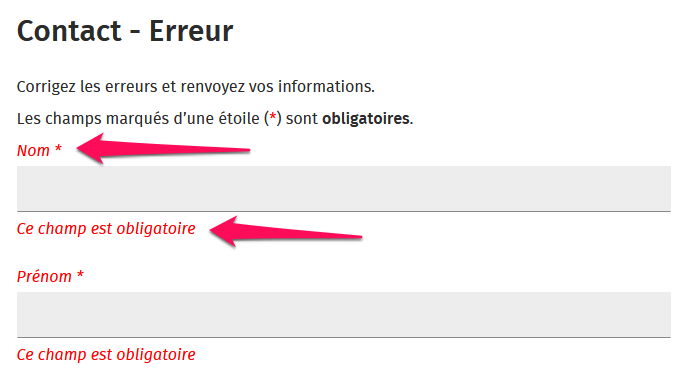 Contact - Erreur
Corrigez les erreurs et renvoyez vos informations.
Les champs marqués d’une étoile (*) sont obligatoires.
Nom *
Ce champ est obligatoire
Prénom *
Ce champ est obligatoire